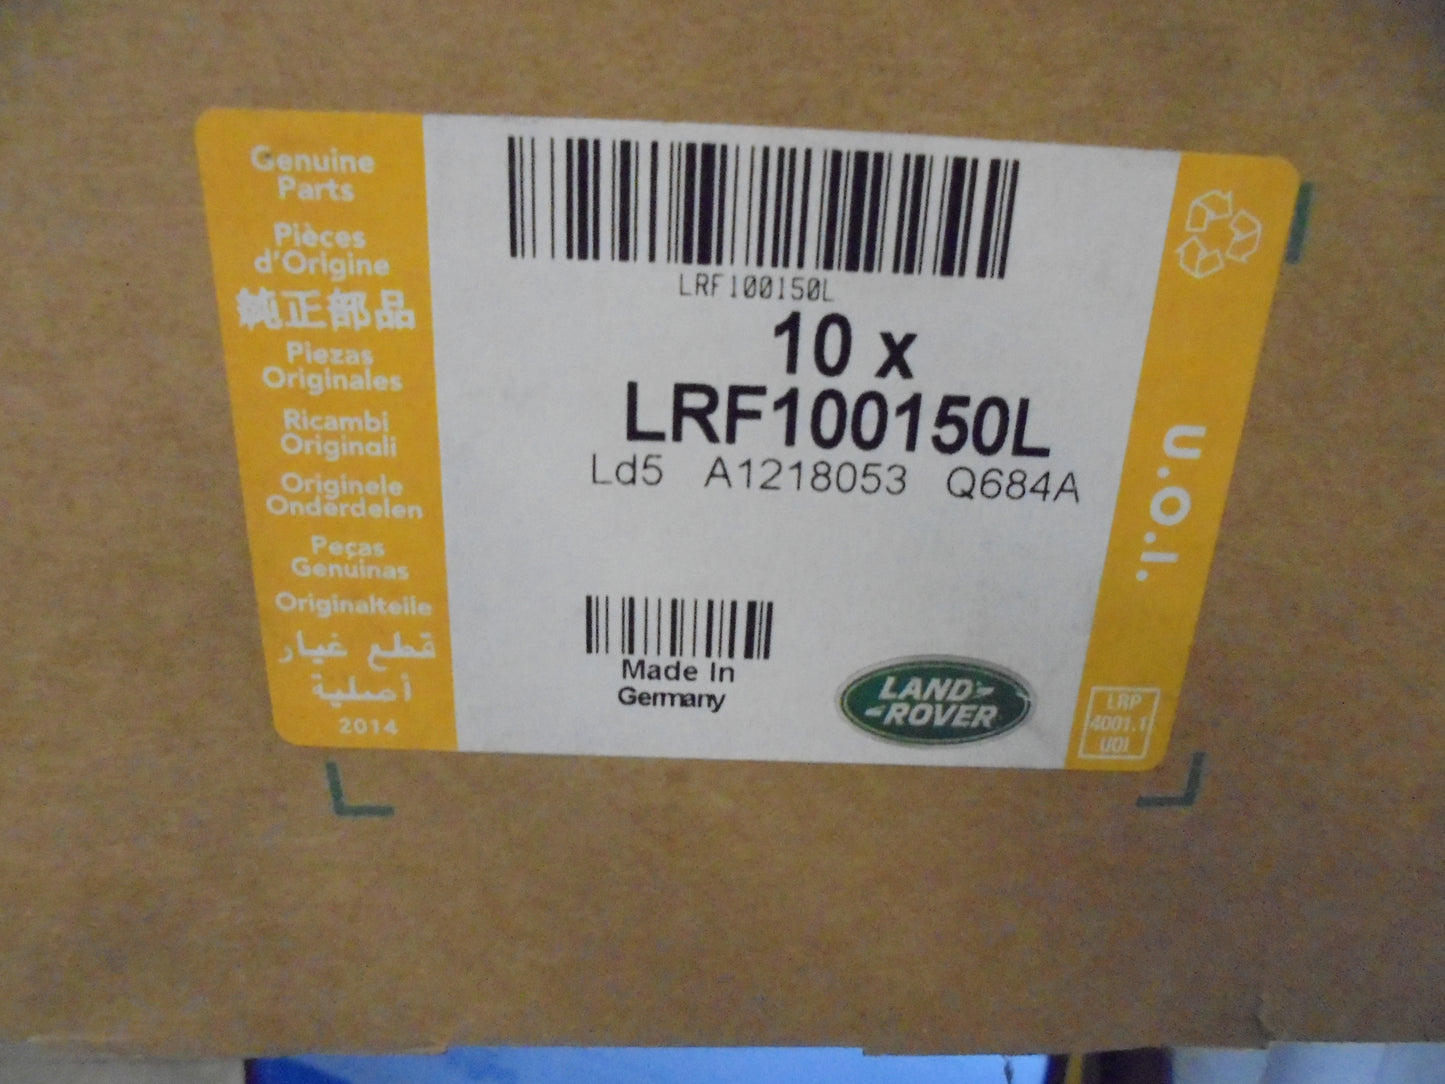 Genuine
Parts
Pièces
d'Origine
純正部品
Piezas
Originales
Ricambi
Originali
Originele
Onderdelen
Peças
Genuinas
Originalteile
قطع غيار
أصلية
2014
LRF100150L
10 x
LRF100150L
Ld5 A1218053 Q684A
Made In
Germany
LAND
ROVER
U.O.I.
LRP
4001.1
UOI